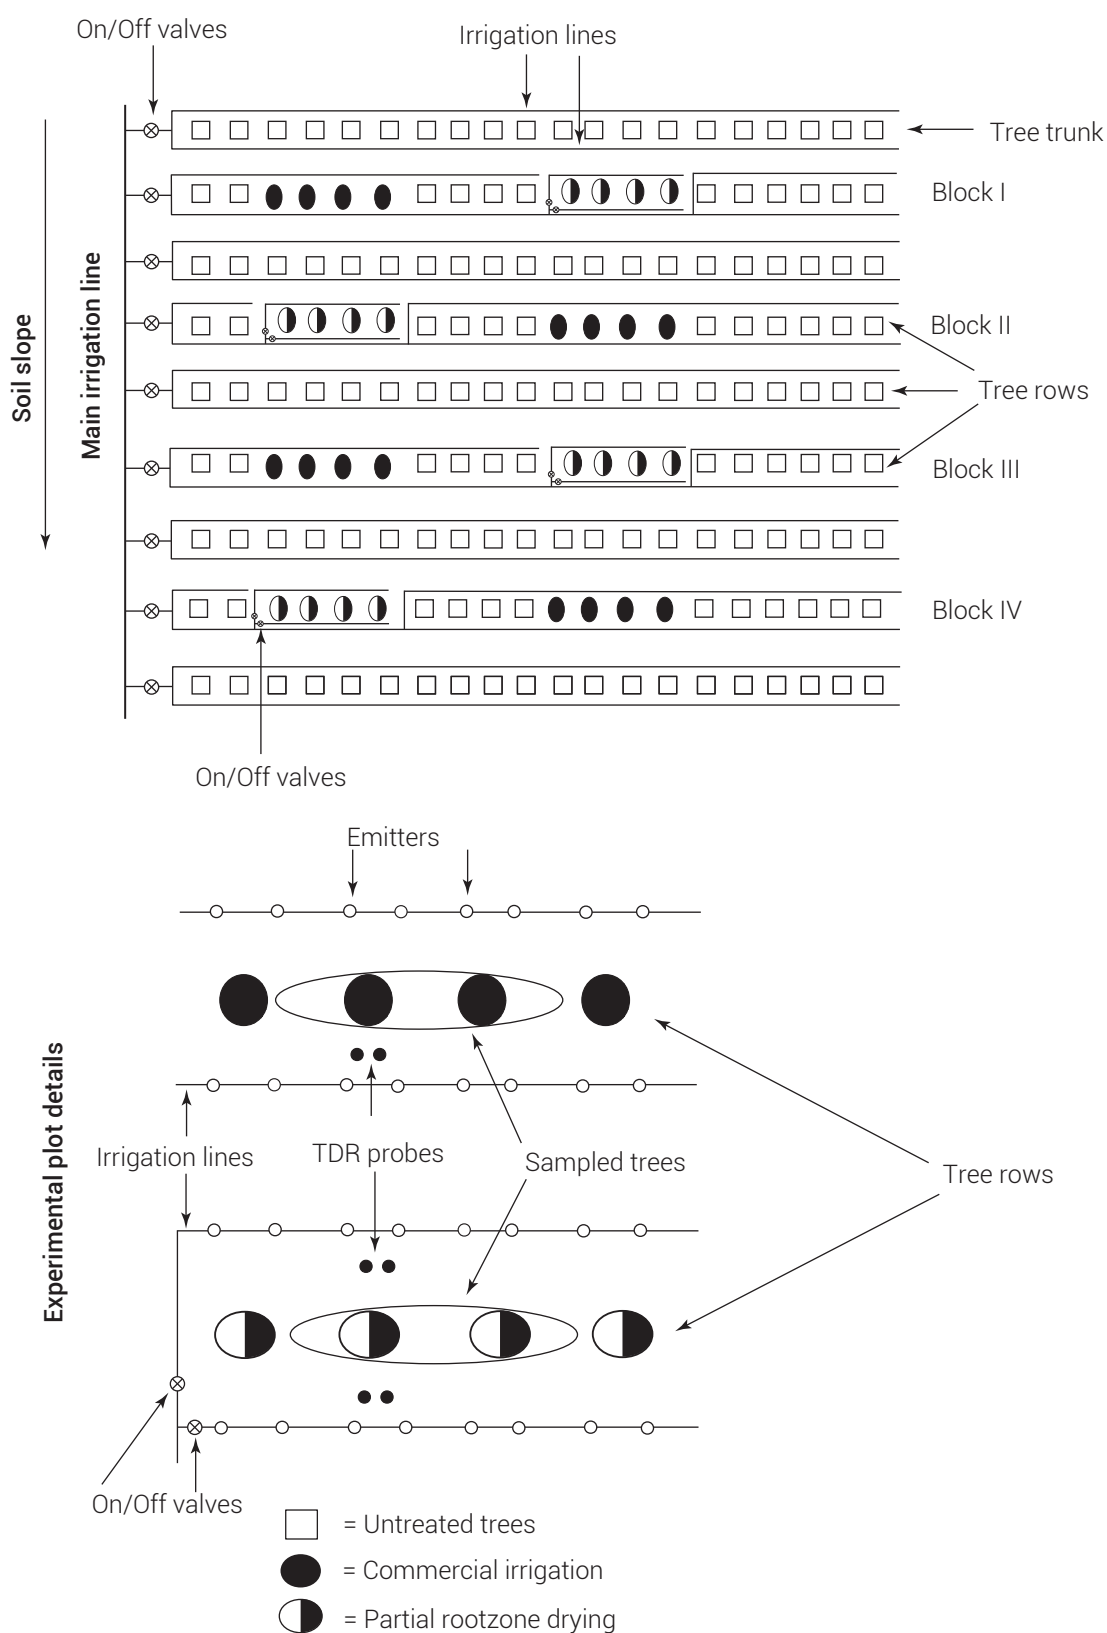 On/Off valves
Irrigation lines
Tree trunk
Block I
Main irrigation line
Soil slope
Block II
Tree rows
Block III
Block IV
On/Off valves
Emitters
Experimental plot details
Irrigation lines
TDR probes
Sampled trees
Tree rows
On/Off valves
= Untreated trees
= Commercial irrigation
= Partial rootzone drying